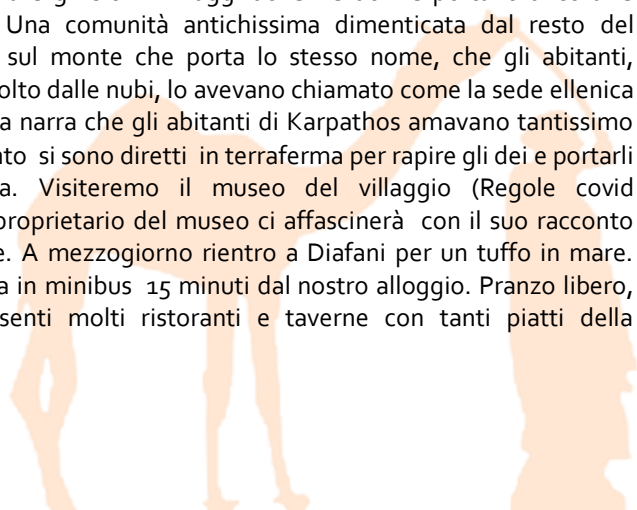 Una comunità antichissima dimenticata dal resto del
sul monte che porta lo stesso nome, che gli abitanti,
olto dalle nubi, lo avevano chiamato come la sede ellenica
a narra che gli abitanti di Karpathos amavano tantissimo
ato si sono diretti in terraferma per rapire gli dei e portarli
a. Visiteremo il museo del villaggio (Regole covid
proprietario del museo ci affascinerà con il suo racconto
e. A mezzogiorno rientro a Diafani per un tuffo in mare.
a in minibus 15 minuti dal nostro alloggio. Pranzo libero,
senti molti ristoranti e taverne con tanti piatti della